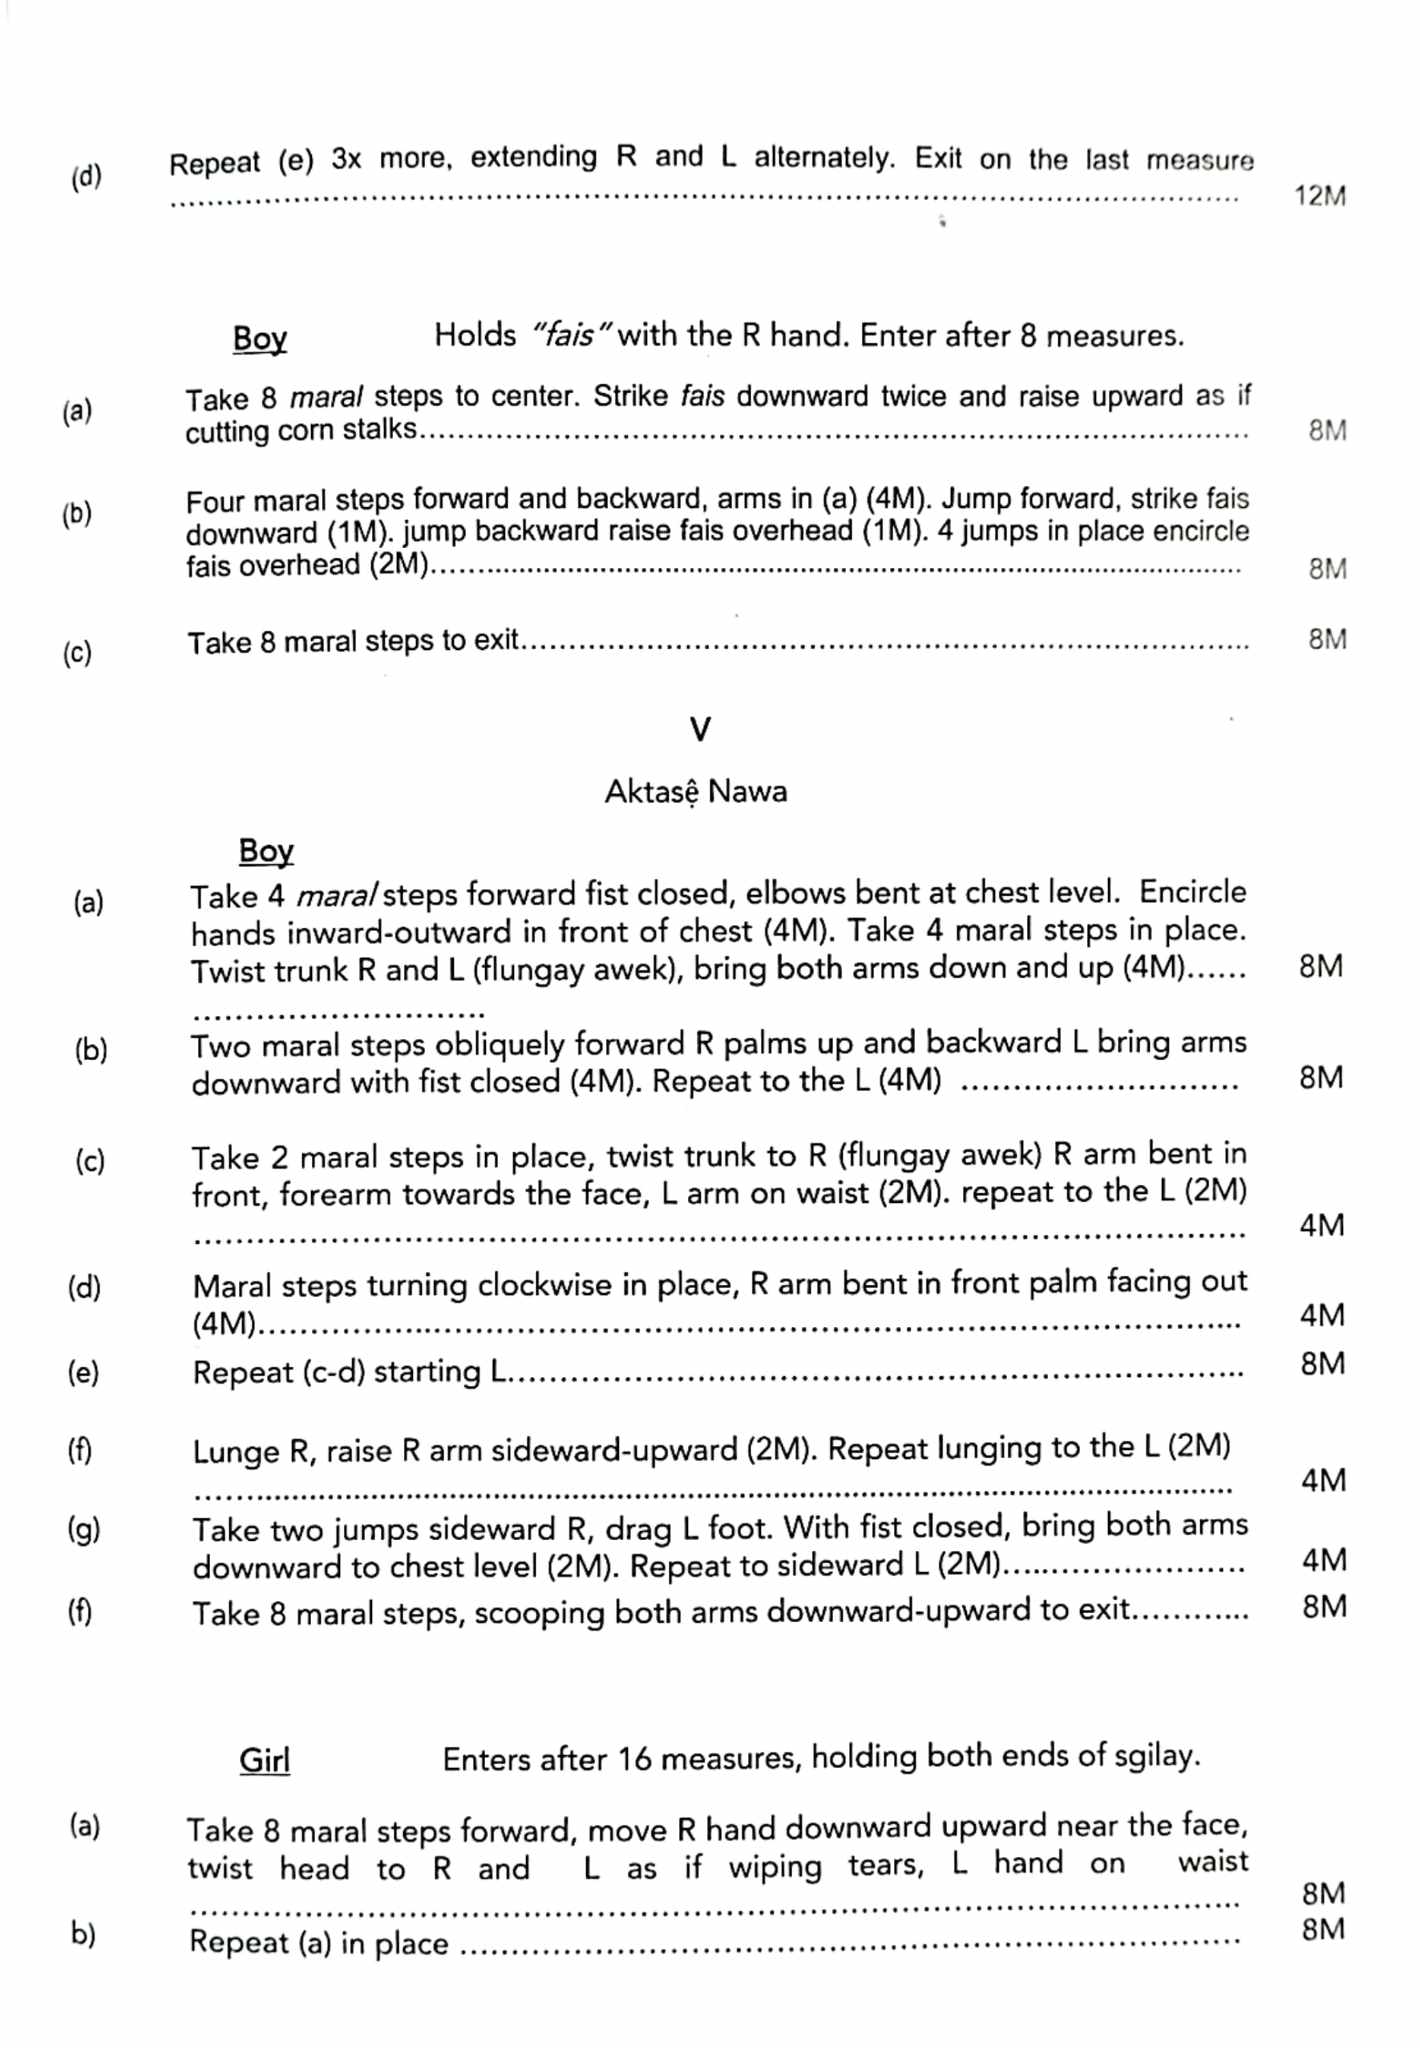 (d) Repeat (e) 3x more, extending R and L alternately. Exit on the last measure
........................................................................................................ 12M
Boy Holds "fais" with the R hand. Enter after 8 measures.
(a) Take 8 maral steps to center. Strike fais downward twice and raise upward as if
cutting corn stalks.................................................................................... 8M
(b) Four maral steps forward and backward, arms in (a) (4M). Jump forward, strike fais
downward (1M). jump backward raise fais overhead (1M). 4 jumps in place encircle
fais overhead (2M)..................................................................................... 8M
(c) Take 8 maral steps to exit........................................................................... 8M
V
Aktasệ Nawa
Boy
(a) Take 4 maral steps forward fist closed, elbows bent at chest level. Encircle
hands inward-outward in front of chest (4M). Take 4 maral steps in place.
Twist trunk R and L (flungay awek), bring both arms down and up (4M)...... 8M
............................
(b) Two maral steps obliquely forward R palms up and backward L bring arms
downward with fist closed (4M). Repeat to the L (4M) ........................... 8M
(c) Take 2 maral steps in place, twist trunk to R (flungay awek) R arm bent in
front, forearm towards the face, L arm on waist (2M). repeat to the L (2M)
...................................................................................................... 4M
(d) Maral steps turning clockwise in place, R arm bent in front palm facing out
(4M)............................................................................................... 4M
(e) Repeat (c-d) starting L....................................................................... 8M
(f) Lunge R, raise R arm sideward-upward (2M). Repeat lunging to the L (2M)
...................................................................................................... 4M
(g) Take two jumps sideward R, drag L foot. With fist closed, bring both arms
downward to chest level (2M). Repeat to sideward L (2M)........................ 4M
(f) Take 8 maral steps, scooping both arms downward-upward to exit............ 8M
Girl Enters after 16 measures, holding both ends of sgilay.
(a) Take 8 maral steps forward, move R hand downward upward near the face,
twist head to R and L as if wiping tears, L hand on waist
...................................................................................................... 8M
b) Repeat (a) in place ........................................................................... 8M